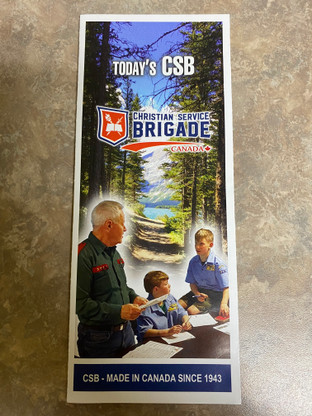 TODAY'S CSB
CHRISTIAN SERVICE
BRIGADE
CANADA
CSB - MADE IN CANADA SINCE 1943